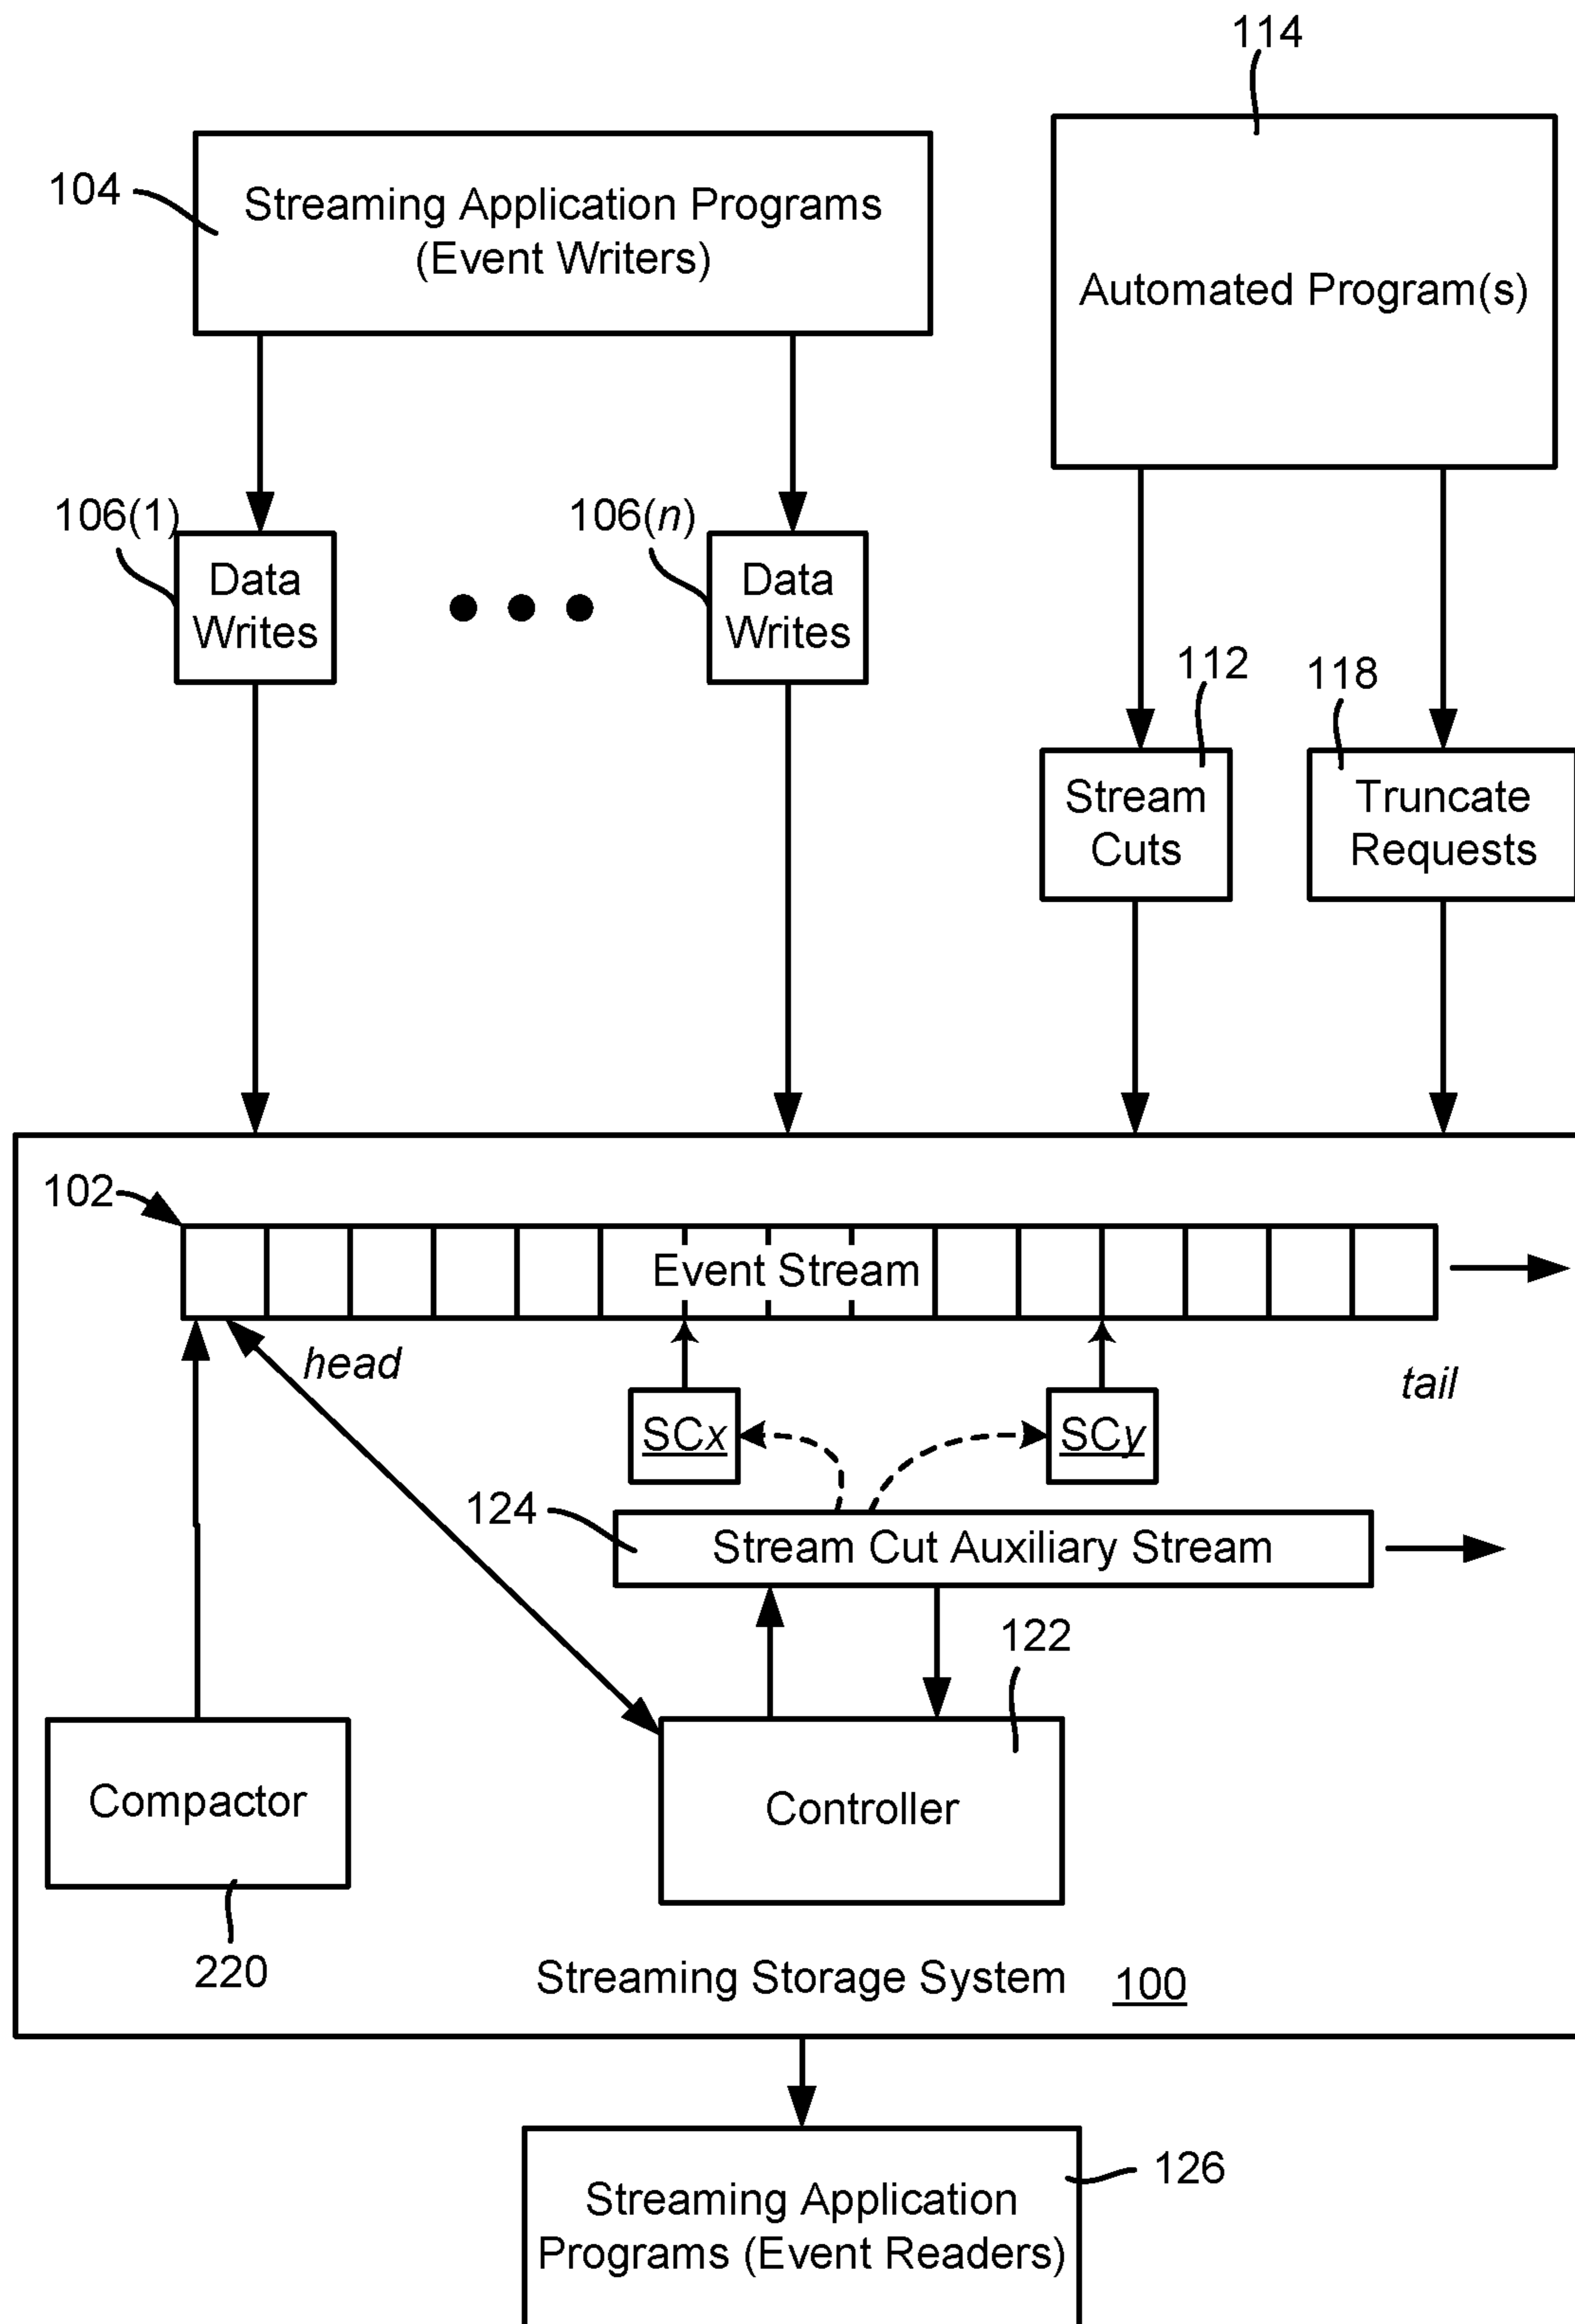 114
104
Streaming Application Programs
(Event Writers)
Automated Program(s)
106(1)
106(n)
Data
Writes
Data
Writes
112
118
Stream
Cuts
Truncate
Requests
102
Event Stream
head
tail
SCx
SCy
124
Stream Cut Auxiliary Stream
122
Compactor
Controller
220
Streaming Storage System 100
126
Streaming Application
Programs (Event Readers)